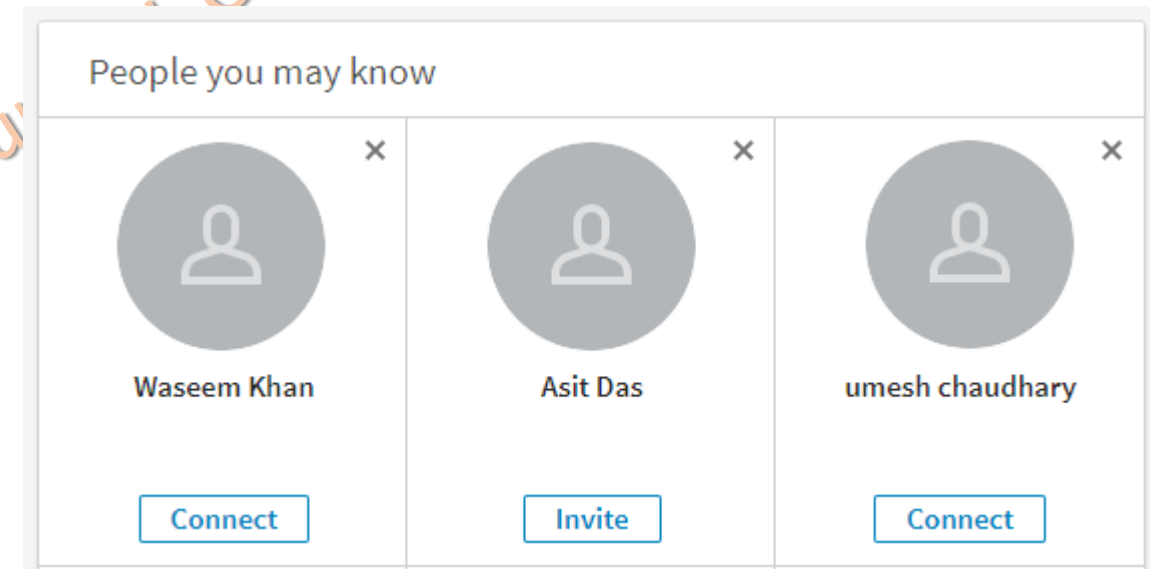 People you may know
Waseem Khan
Asit Das
umesh chaudhary
Connect
Invite
Connect